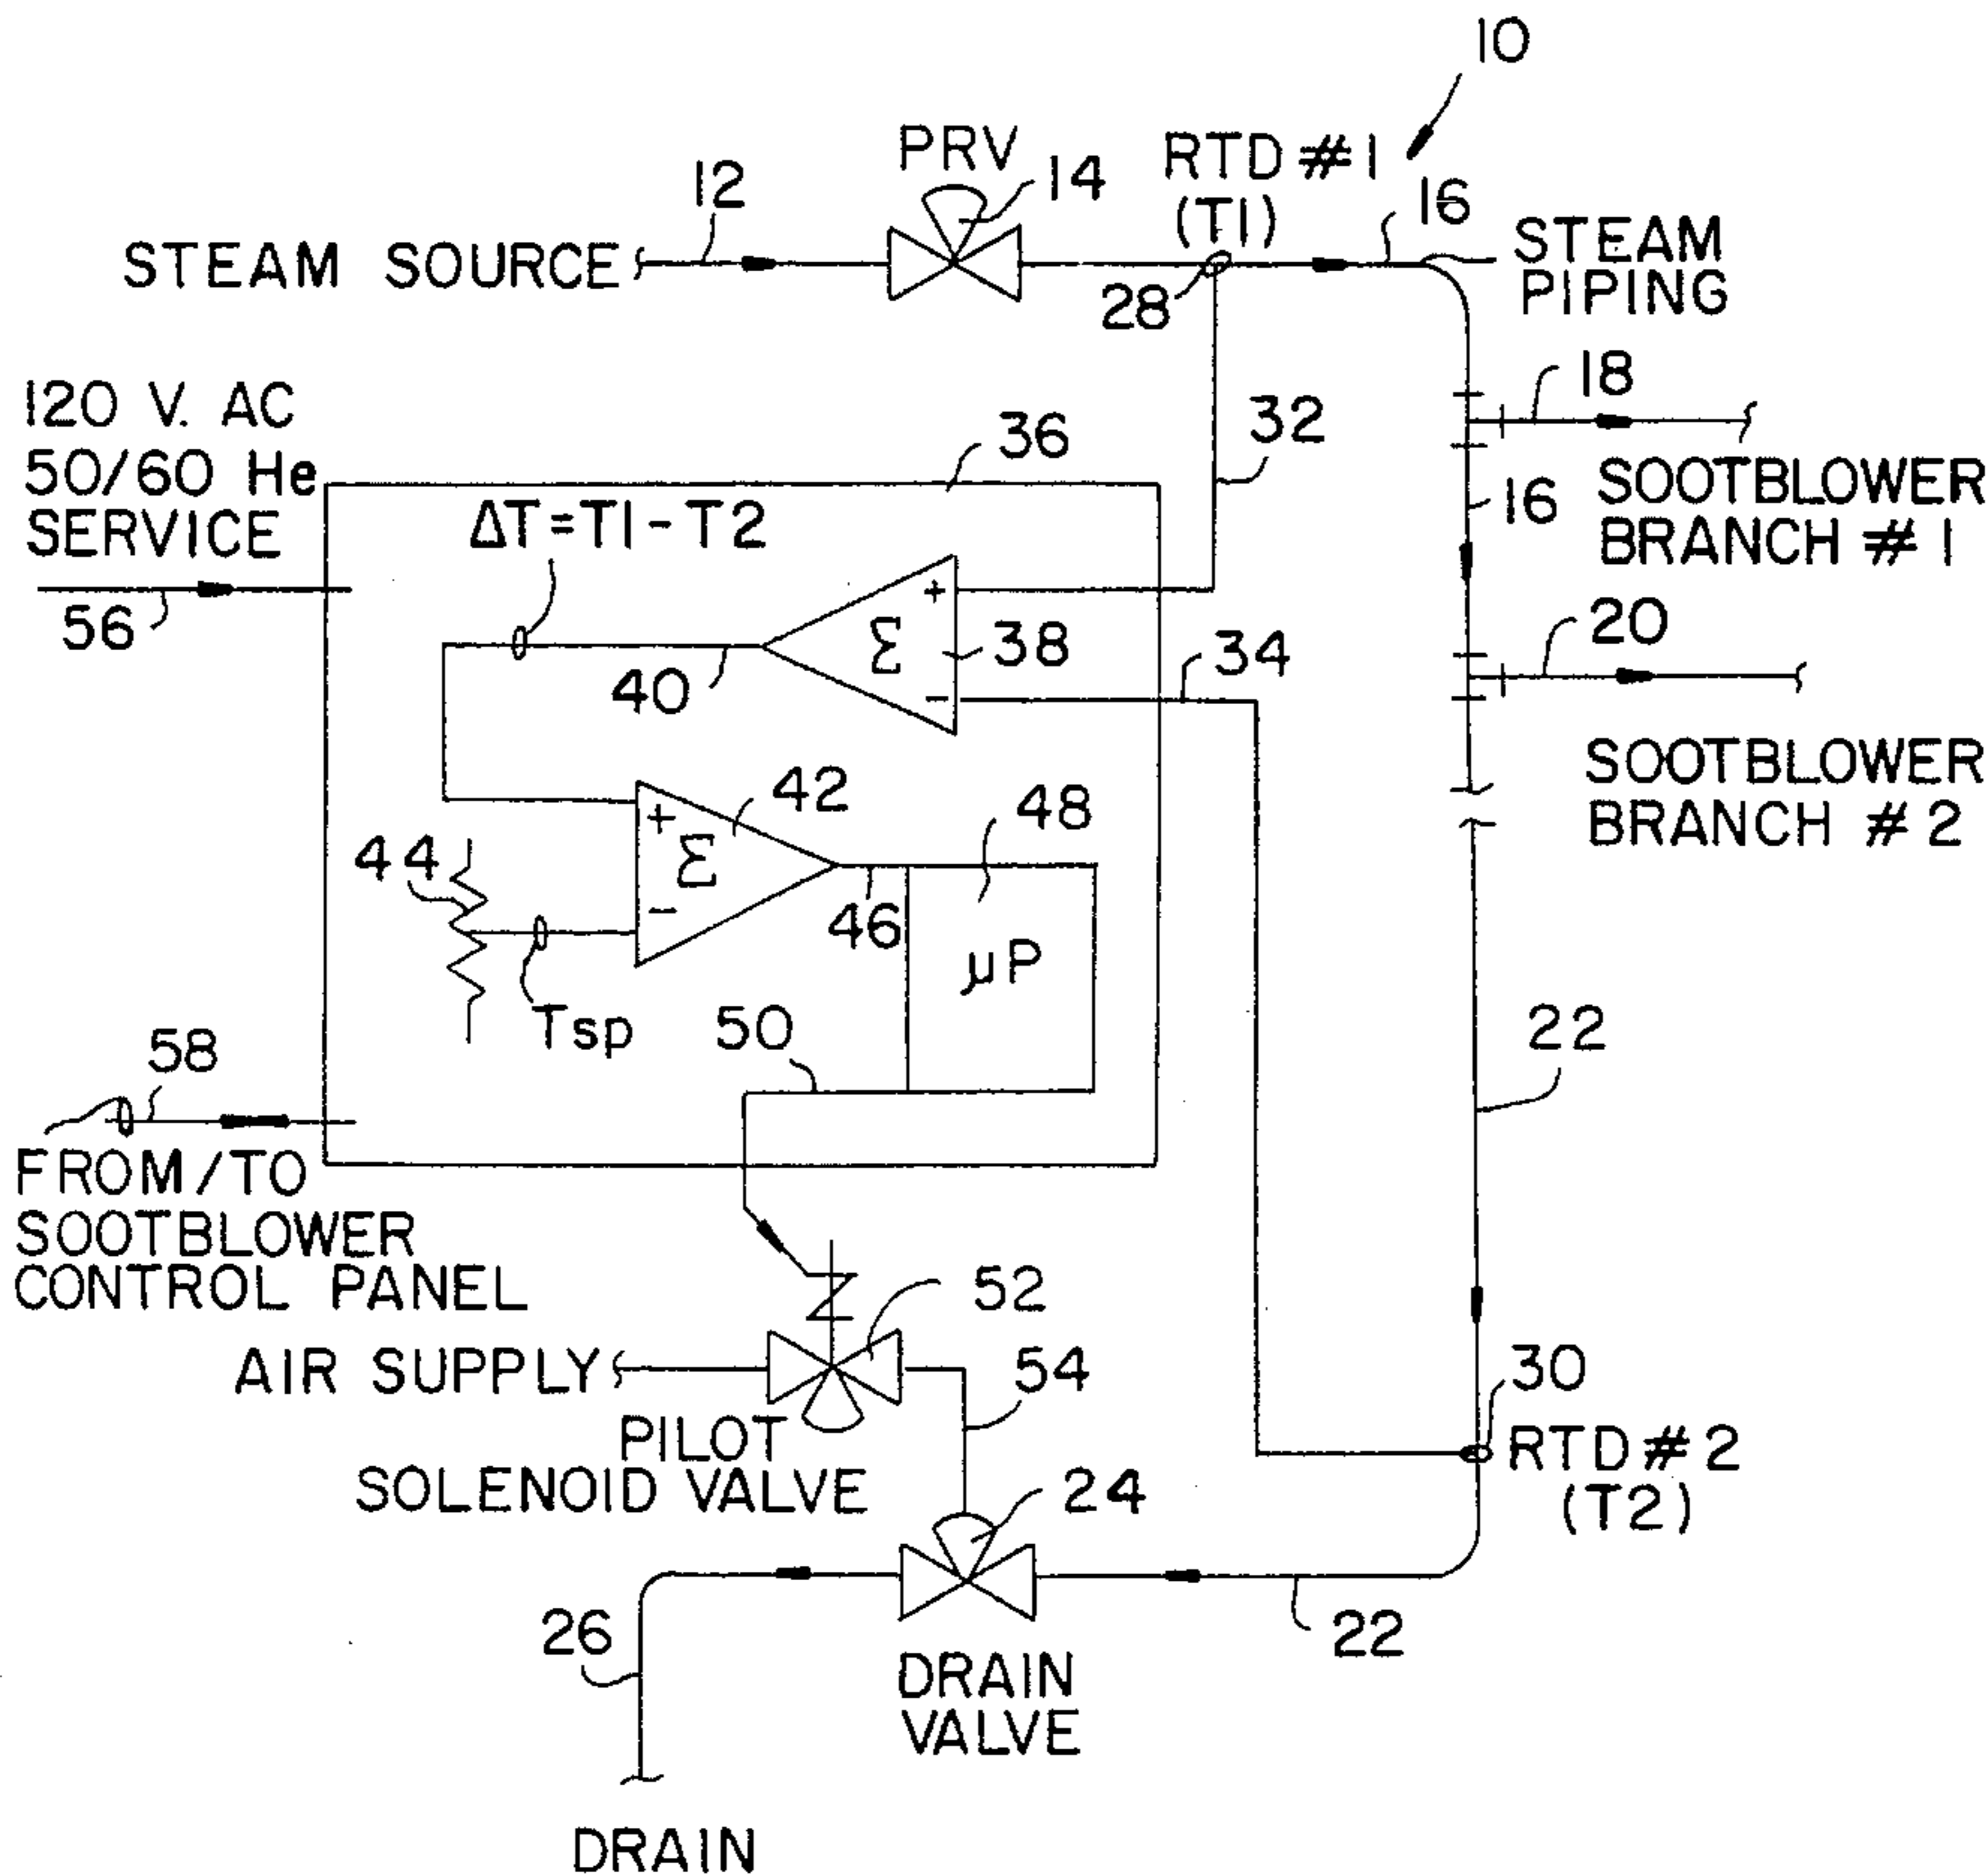 10
PRV
14
RTD #1
(T1)
12
16
STEAM SOURCE
STEAM
PIPING
28
18
120 V. AC
50/60 He
SERVICE
56
36
32
ΔT=T1-T2
SOOTBLOWER
BRANCH #1
16
+
Σ
-
38
34
20
40
SOOTBLOWER
BRANCH #2
42
48
+
Σ
-
44
46
μP
Tsp
50
22
58
FROM/TO
SOOTBLOWER
CONTROL PANEL
52
AIR SUPPLY
54
30
PILOT
SOLENOID VALVE
RTD #2
(T2)
24
26
22
DRAIN
VALVE
DRAIN